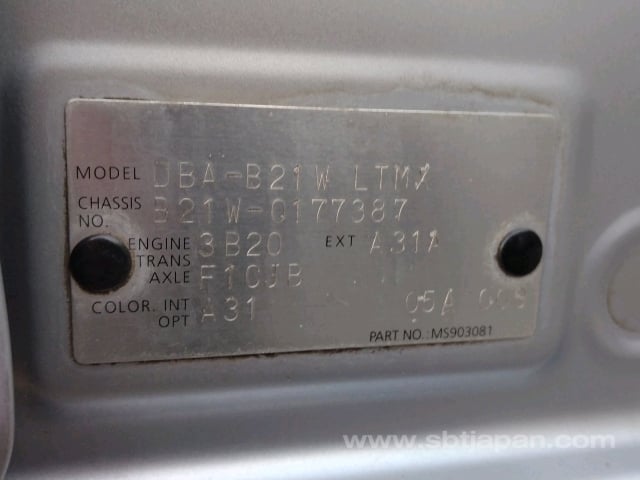 MODEL DBA-B21W LTMX
CHASSIS NO. B21W-0177387
ENGINE 3B20 EXT A31A
TRANS AXLE F1CJB
COLOR. INT A31 05A 009
OPT
PART NO.: MS903081
www.sbtjapan.com